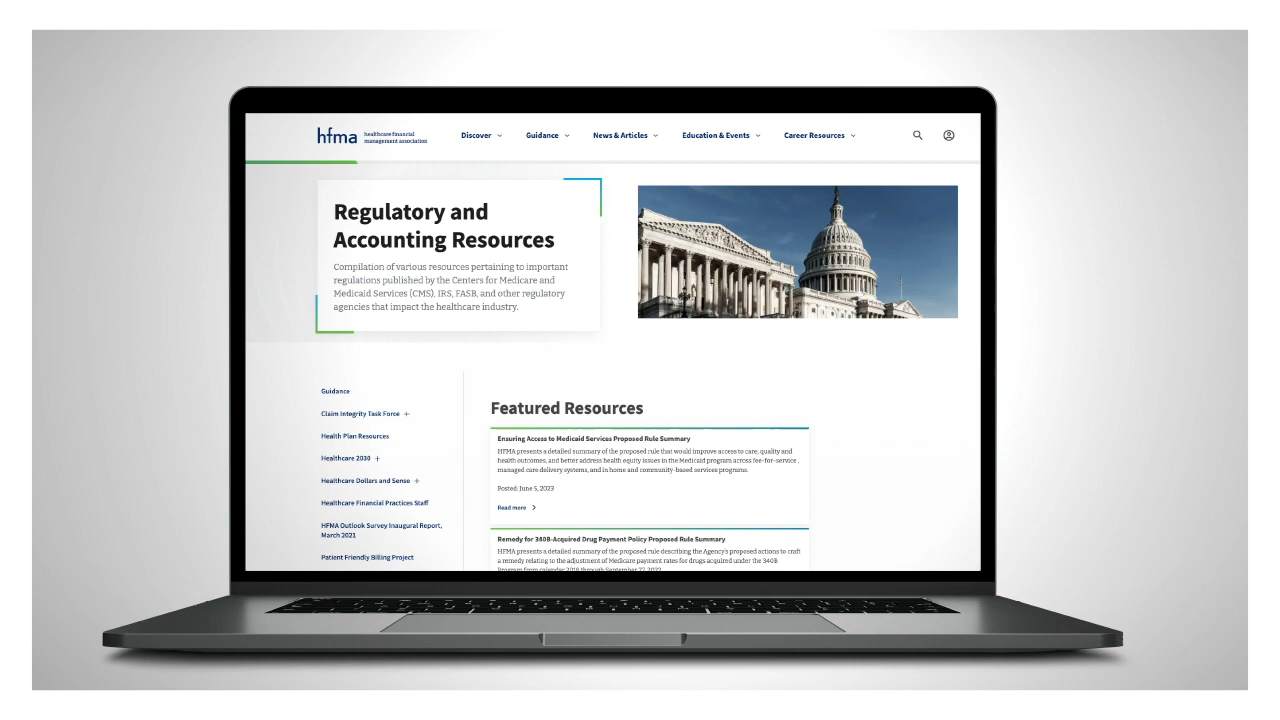 hfma healthcare financial
management association
Discover Guidance News & Articles Education & Events Career Resources
Regulatory and
Accounting Resources
Compilation of various resources pertaining to important
regulations published by the Centers for Medicare and
Medicaid Services (CMS), IRS, FASB, and other regulatory
agencies that impact the healthcare industry.
Guidance
Claim Integrity Task Force +
Health Plan Resources
Healthcare 2030 +
Healthcare Dollars and Sense +
Healthcare Financial Practices Staff
HFMA Outlook Survey Inaugural Report,
March 2021
Patient Friendly Billing Project
Featured Resources
Ensuring Access to Medicaid Services Proposed Rule Summary
HFMA presents a detailed summary of the proposed rule that would improve access to care, quality and
health outcomes, and better address health equity issues in the Medicaid program across fee-for-service ,
managed care delivery systems, and in home and community-based services programs.
Posted: June 5, 2023
Read more
Remedy for 340B-Acquired Drug Payment Policy Proposed Rule Summary
HFMA presents a detailed summary of the proposed rule describing the Agency's proposed actions to craft
a remedy relating to the adjustment of Medicare payment rates for drugs acquired under the 340B
Program from calendar 2018 through September 27, 2022.